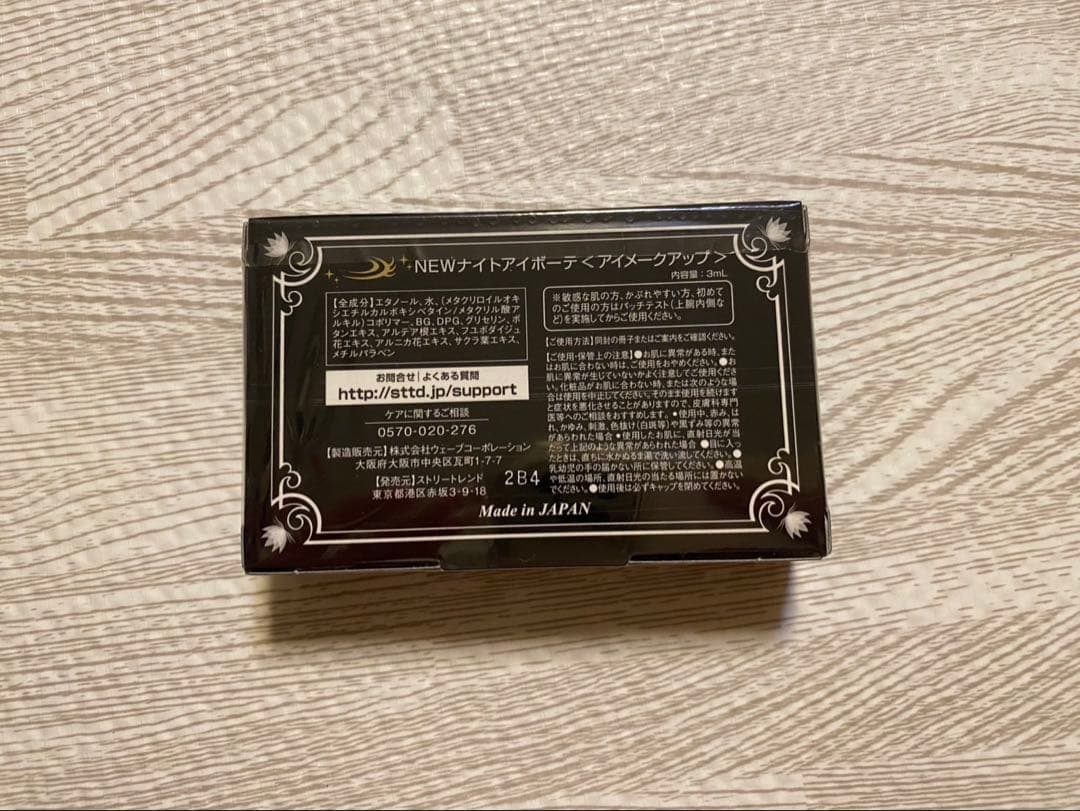 NEWナイトアイボーテ＜アイメークアップ＞
内容量：3mL
【全成分】エタノール、水、(メタクリロイルオキ
シエチルカルボキシベタイン/メタクリル酸ア
ルキル)コポリマー、BG、DPG、グリセリン、ボ
タンエキス、アルテア根エキス、フユボダイジュ
花エキス、アルニカ花エキス、サクラ葉エキス、
メチルパラベン
お問合せ|よくある質問
http://sttd.jp/support
ケアに関するご相談
0570-020-276
【製造販売元】株式会社ウェーブコーポレーション
大阪府大阪市中央区瓦町1-7-7
【発売元】ストリートレンド
東京都港区赤坂3-9-18
2B4
※敏感な肌の方、かぶれやすい方、初めて
のご使用の方はパッチテスト(上腕内側な
ど)を実施してからご使用ください。
【ご使用方法】同封の冊子またはご案内をご確認ください。
【ご使用・保管上の注意】●お肌に異常がある時、また
はお肌に合わない時は、ご使用をおやめください。●お
肌に異常が生じていないかよく注意してご使用くださ
い。化粧品がお肌に合わない時、または次のような場
合は使用を中止してください。そのまま使用を続けます
と症状を悪化させることがありますので、皮膚科専門
医等へのご相談をおすすめします。•使用中、赤み、は
れ、かゆみ、刺激、色抜け(白斑等)や黒ずみ等の異常
があらわれた場合•使用したお肌に、直射日光が当
たって上記のような異常があらわれた場合●目に入っ
たときは、直ちに水かぬるま湯で洗い流してください。●
乳幼児の手の届かない所に保管してください。●高温
や低温の場所、直射日光の当たる場所には置かない
でください。●使用後は必ずキャップを閉めてください。
Made in JAPAN